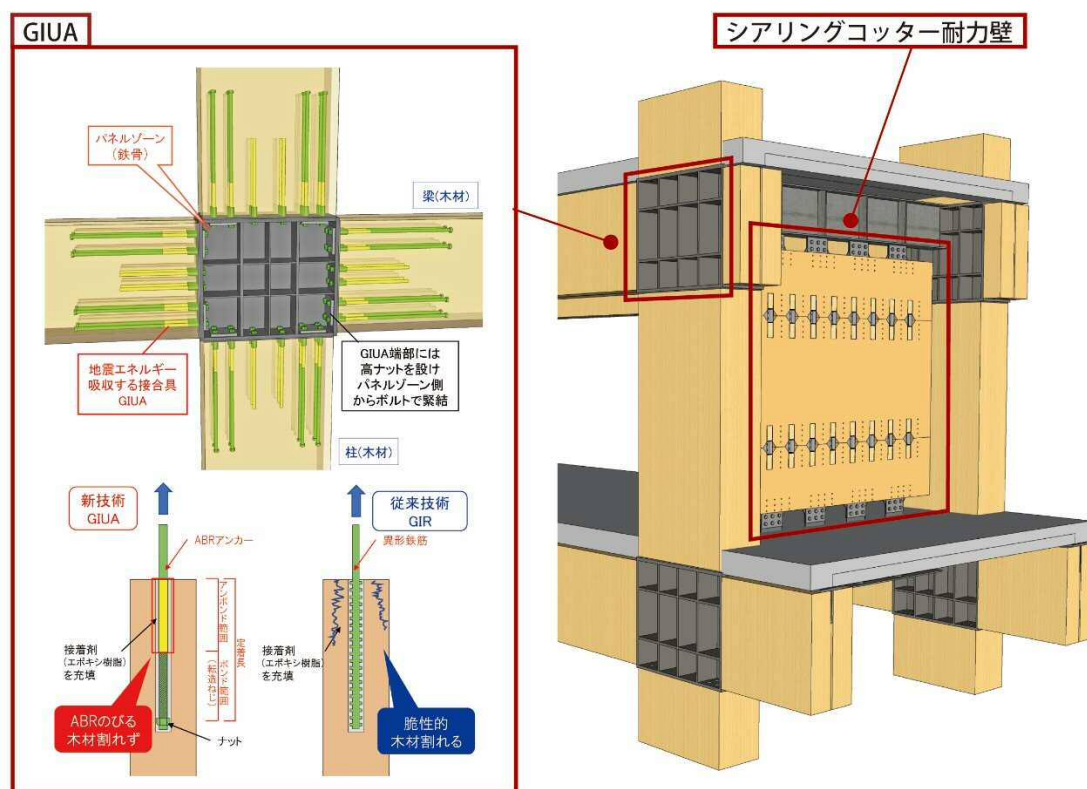 GIUA
シアリングコッター耐力壁
パネルゾーン
(鉄骨)
梁(木材)
地震エネルギー
吸収する接合具
GIUA
GIUA端部には
高ナットを設け
パネルゾーン側
からボルトで緊結
柱(木材)
新技術
GIUA
従来技術
GIR
ABRアンカー
異形鉄筋
アンボンド範囲
ボンド範囲
(転造ねじ)
定着長
接着剤
(エポキシ樹脂)
を充填
接着剤
(エポキシ樹脂)
を充填
ABRのびる
木材割れず
ナット
脆性的
木材割れる